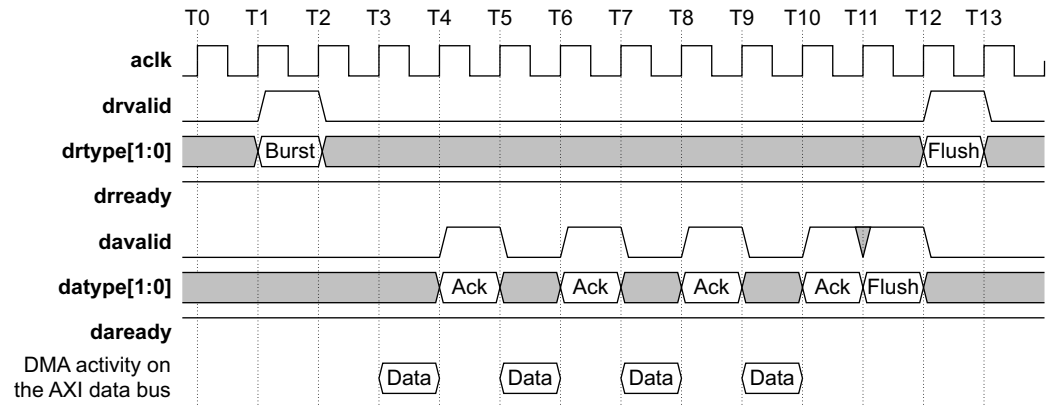 T0 T1 T2 T3 T4 T5 T6 T7 T8 T9 T10 T11 T12 T13
aclk
drvalid
drtype[1:0] Burst Flush
drready
davalid
datype[1:0] Ack Ack Ack Ack Flush
daready
DMA activity on
the AXI data bus Data Data Data Data